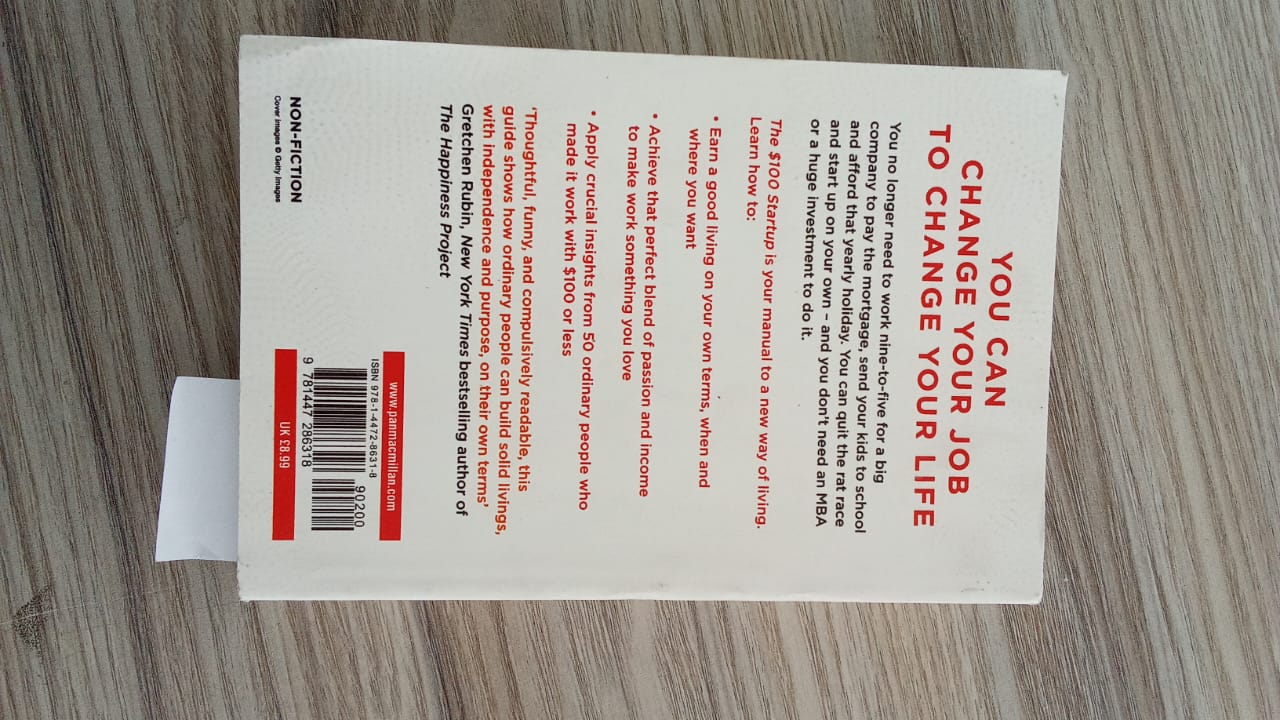 YOU CAN
CHANGE YOUR JOB
TO CHANGE YOUR LIFE
You no longer need to work nine-to-five for a big
company to pay the mortgage, send your kids to school
and afford that yearly holiday. You can quit the rat race
and start up on your own – and you don't need an MBA
or a huge investment to do it.
The $100 Startup is your manual to a new way of living.
Learn how to:
• Earn a good living on your own terms, when and
where you want
• Achieve that perfect blend of passion and income
to make work something you love
• Apply crucial insights from 50 ordinary people who
made it work with $100 or less
'Thoughtful, funny, and compulsively readable, this
guide shows how ordinary people can build solid livings,
with independence and purpose, on their own terms'
Gretchen Rubin, New York Times bestselling author of
The Happiness Project
NON-FICTION
Cover images © Getty Images
www.panmacmillan.com
ISBN 978-1-4472-8631-8
90200
9 781447 286318
UK £8.99